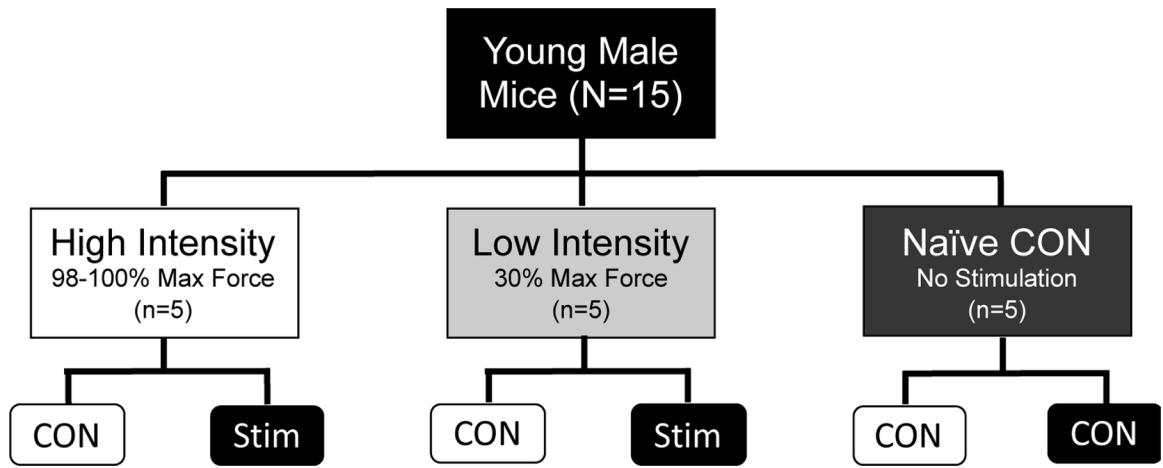 Young Male
Mice (N=15)
High Intensity
98-100% Max Force
(n=5)
Low Intensity
30% Max Force
(n=5)
Naïve CON
No Stimulation
(n=5)
CON
Stim
CON
Stim
CON
CON